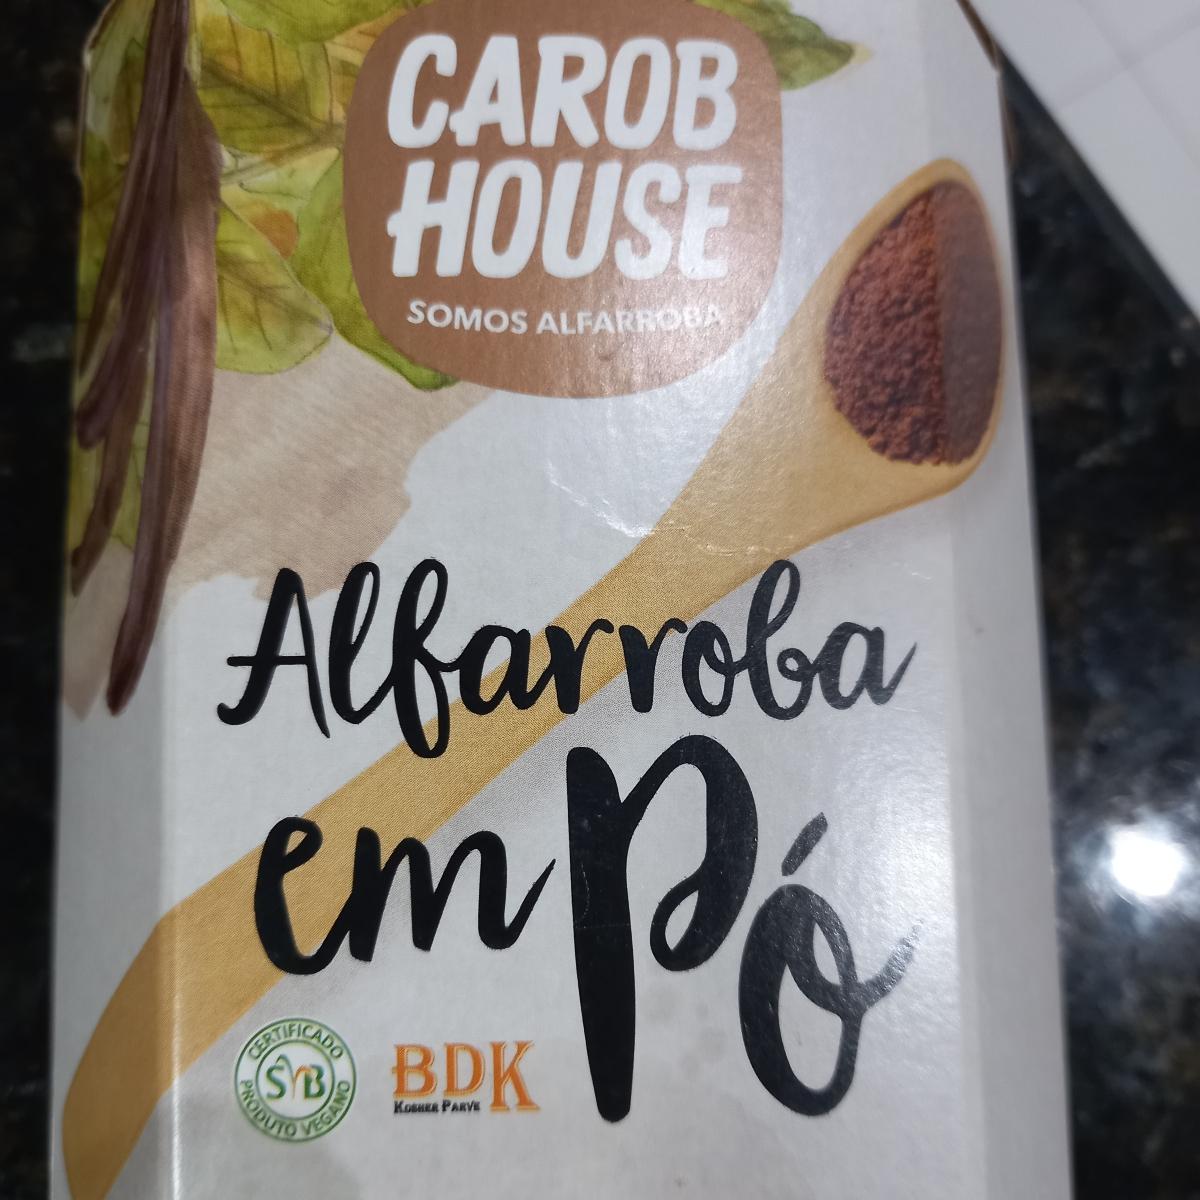 CAROB
HOUSE
SOMOS ALFARROBA
Alfarroba
em Pó
CERTIFICADO
SVB
PRODUTO VEGANO
BDK
KOSHER PARVE